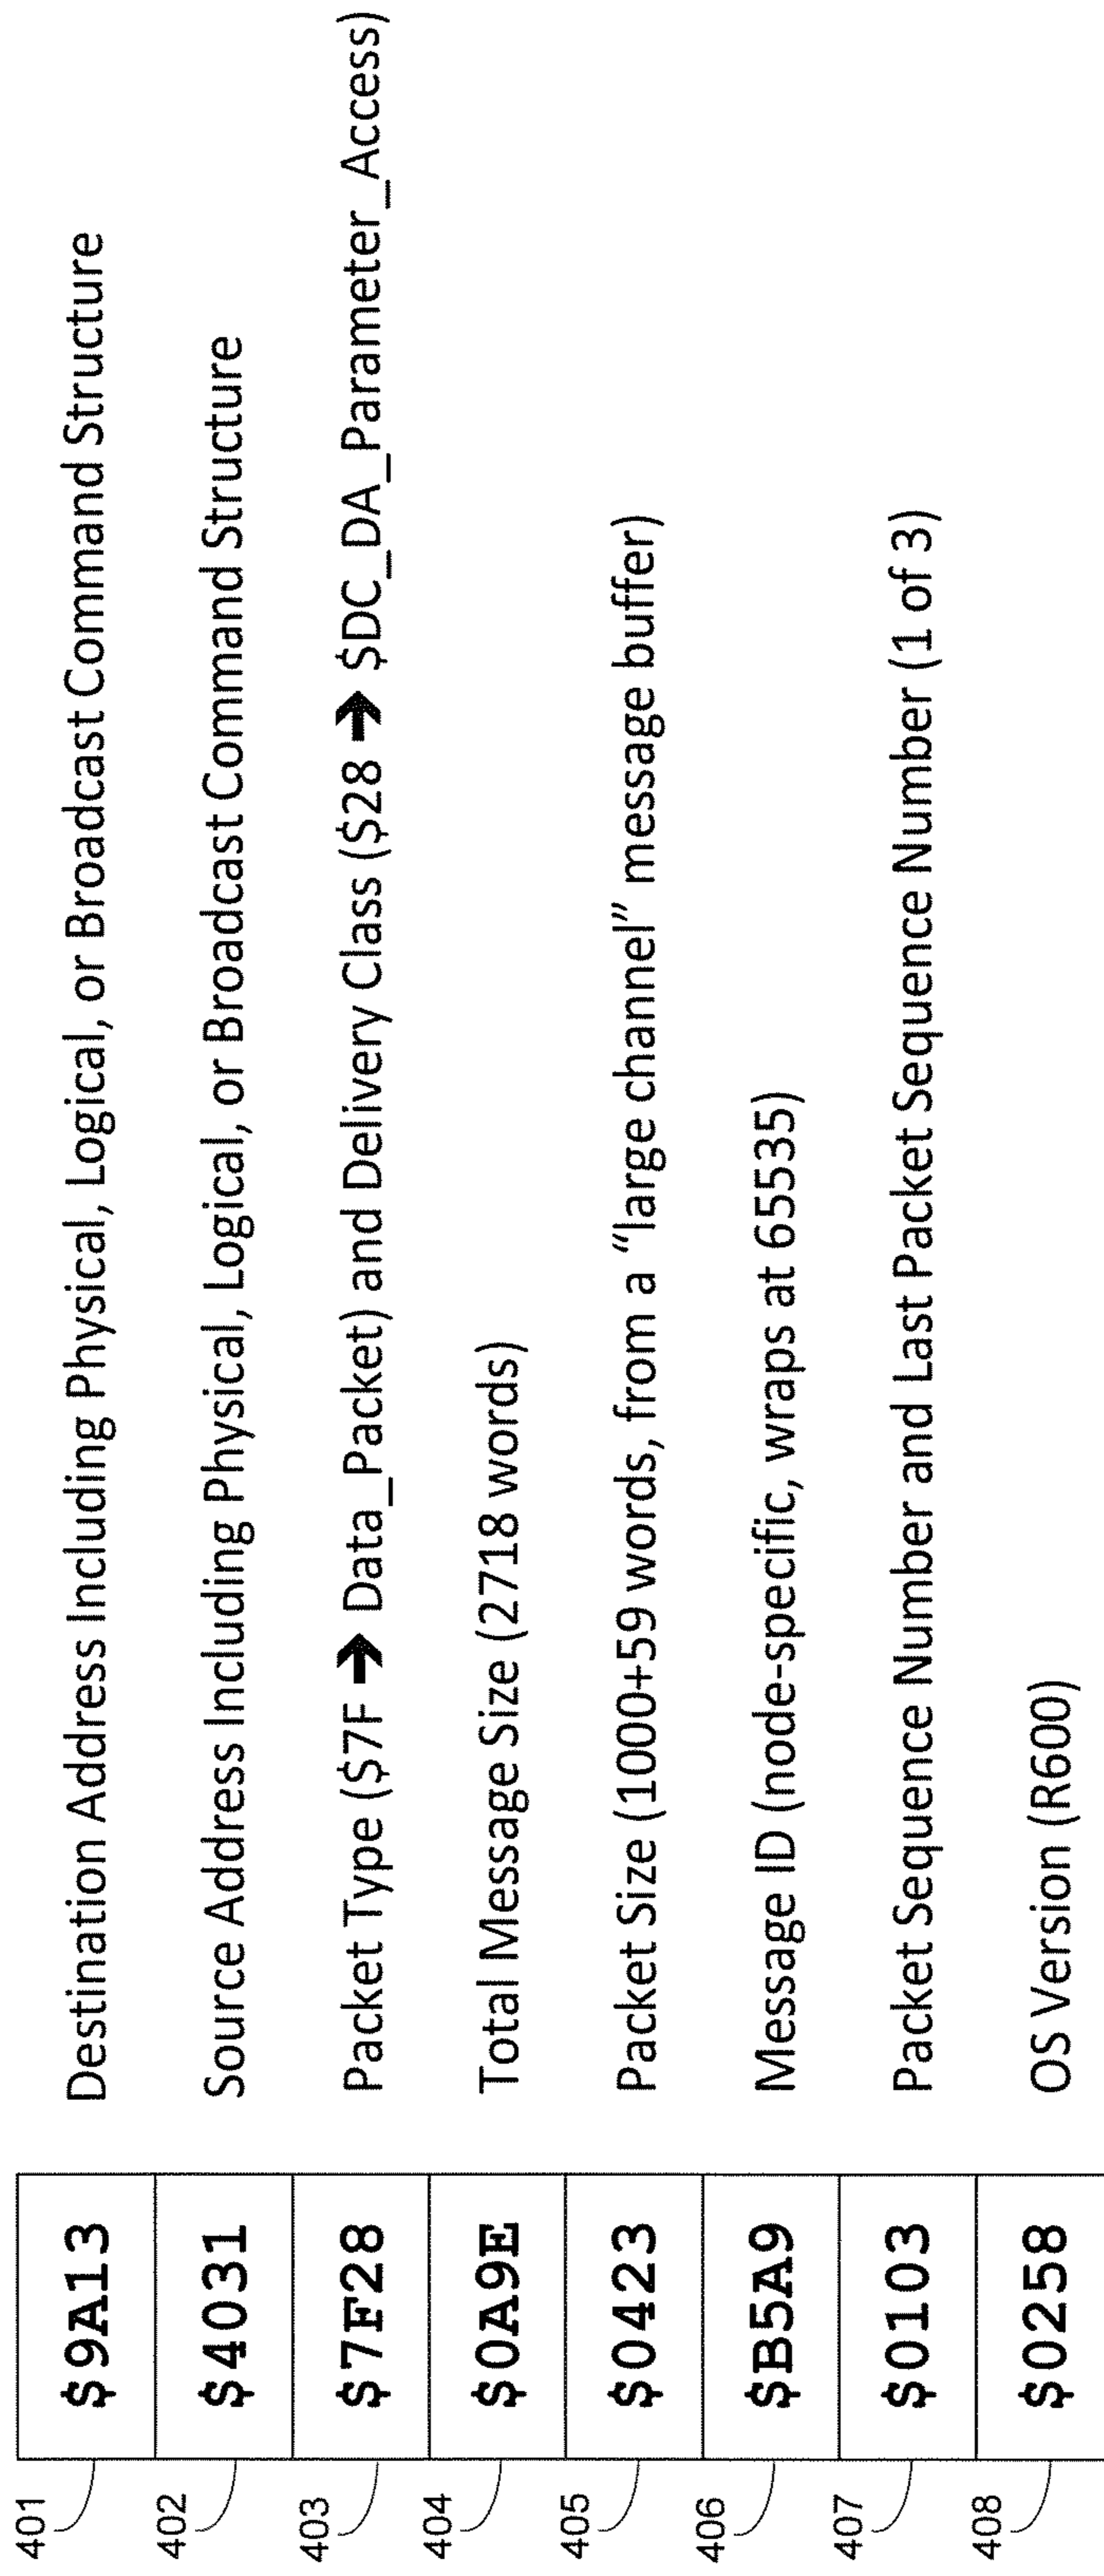 401 $9A13 Destination Address Including Physical, Logical, or Broadcast Command Structure
402 $4031 Source Address Including Physical, Logical, or Broadcast Command Structure
403 $7F28 Packet Type ($7F ➔ Data_Packet) and Delivery Class ($28 ➔ $DC_DA_Parameter_Access)
404 $0A9E Total Message Size (2718 words)
405 $0423 Packet Size (1000+59 words, from a “large channel” message buffer)
406 $B5A9 Message ID (node-specific, wraps at 65535)
407 $0103 Packet Sequence Number and Last Packet Sequence Number (1 of 3)
408 $0258 OS Version (R600)